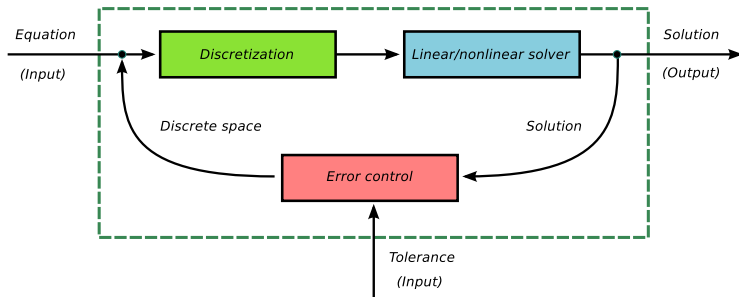 Equation
(Input)
Discretization
Linear/nonlinear solver
Solution
(Output)
Discrete space
Solution
Error control
Tolerance
(Input)